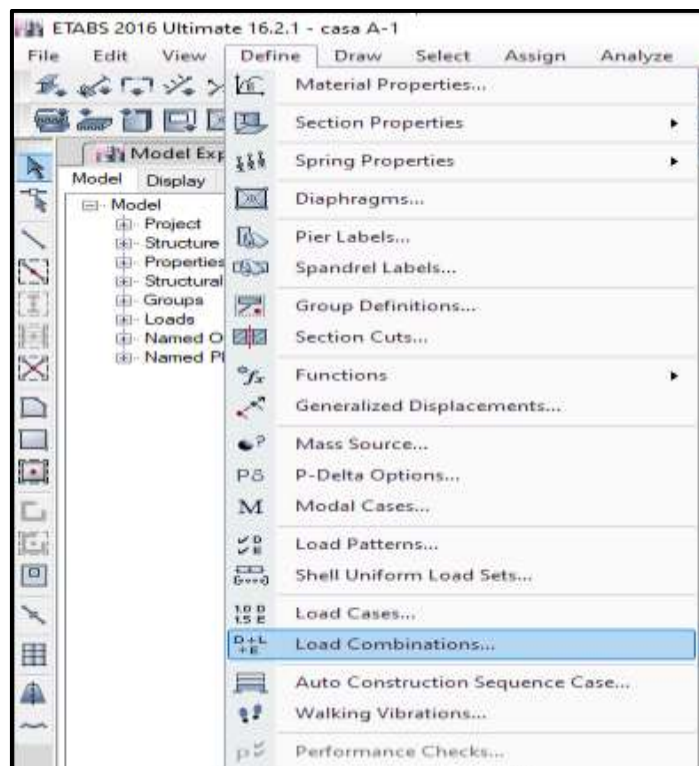 ETABS 2016 Ultimate 16.2.1 - casa A-1
File Edit View Define Draw Select Assign Analyze
Material Properties...
Section Properties
Model Exp
Spring Properties
Model Display
Diaphragms...
Model
Project
Structure
Properties
Structural
Groups
Loads
Named O
Named Pl
Pier Labels...
Spandrel Labels...
Group Definitions...
Section Cuts...
fx Functions
Generalized Displacements...
Mass Source...
Pδ P-Delta Options...
M Modal Cases...
Load Patterns...
Shell Uniform Load Sets...
Load Cases...
Load Combinations...
Auto Construction Sequence Case...
Walking Vibrations...
Performance Checks...